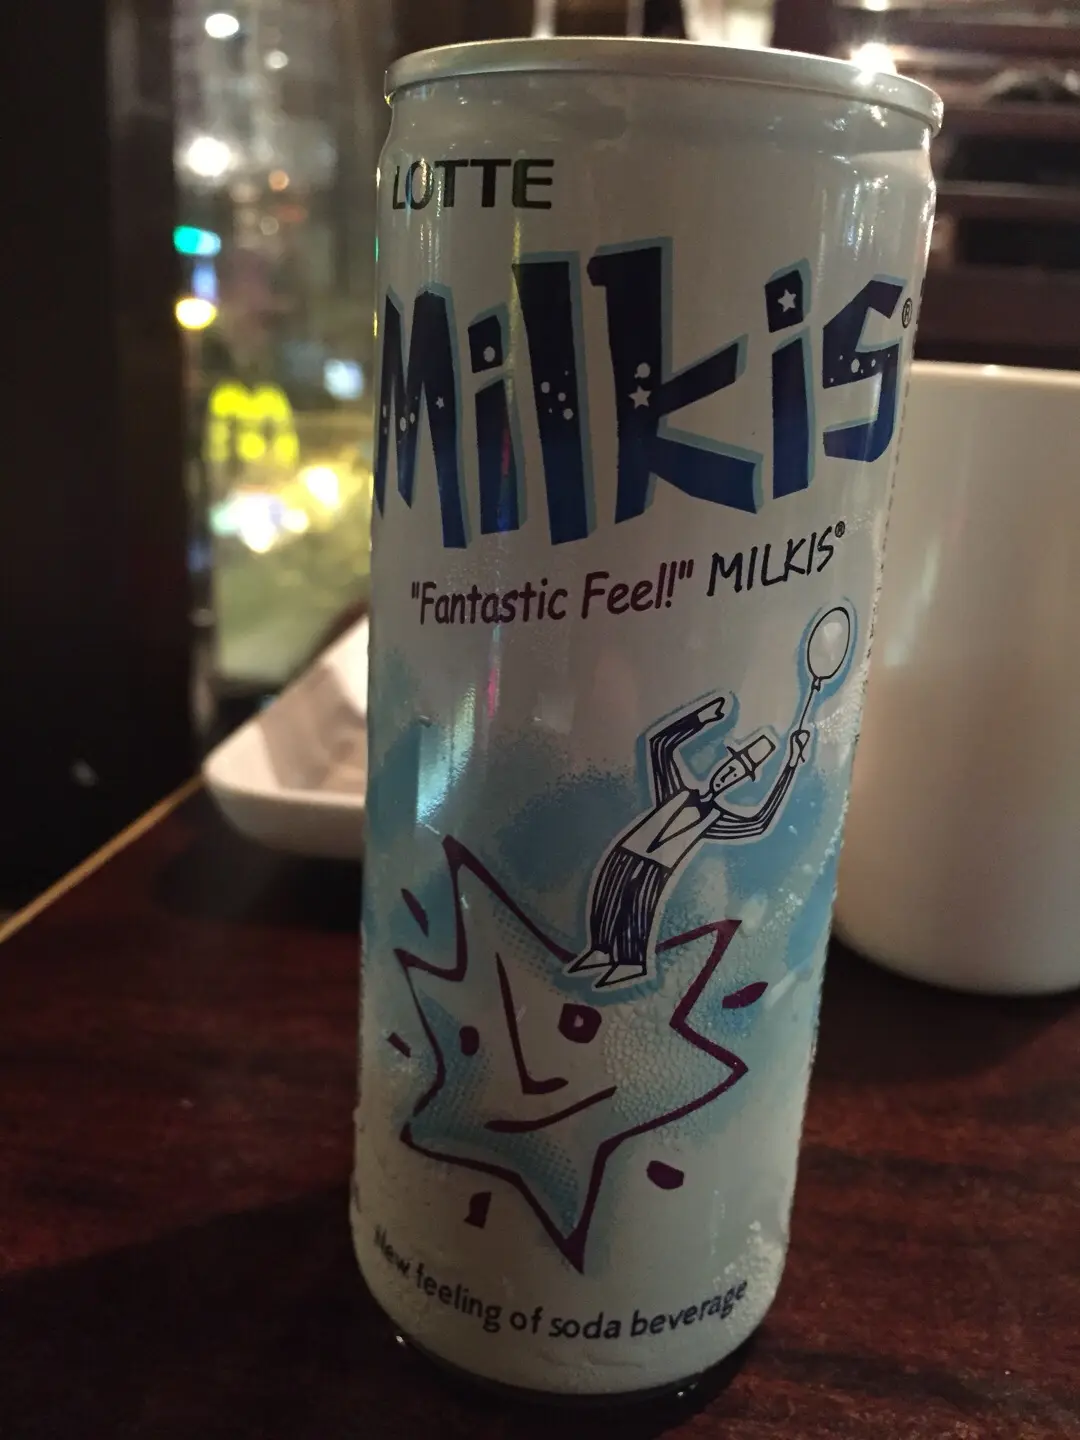 LOTTE
Milkis®
"Fantastic Feel!" MILKIS®
New feeling of soda beverage